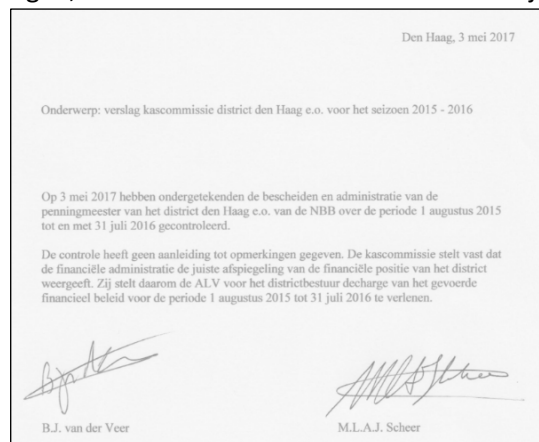 Den Haag, 3 mei 2017
Onderwerp: verslag kascommissie district den Haag e.o. voor het seizoen 2015 - 2016
Op 3 mei 2017 hebben ondergetekenden de bescheiden en administratie van de
penningmeester van het district den Haag e.o. van de NBB over de periode 1 augustus 2015
tot en met 31 juli 2016 gecontroleerd.
De controle heeft geen aanleiding tot opmerkingen gegeven. De kascommissie stelt vast dat
de financiële administratie de juiste afspiegeling van de financiële positie van het district
weergeeft. Zij stelt daarom de ALV voor het districtbestuur decharge van het gevoerde
financieel beleid voor de periode 1 augustus 2015 tot 31 juli 2016 te verlenen.
B.J. van der Veer
M.L.A.J. Scheer